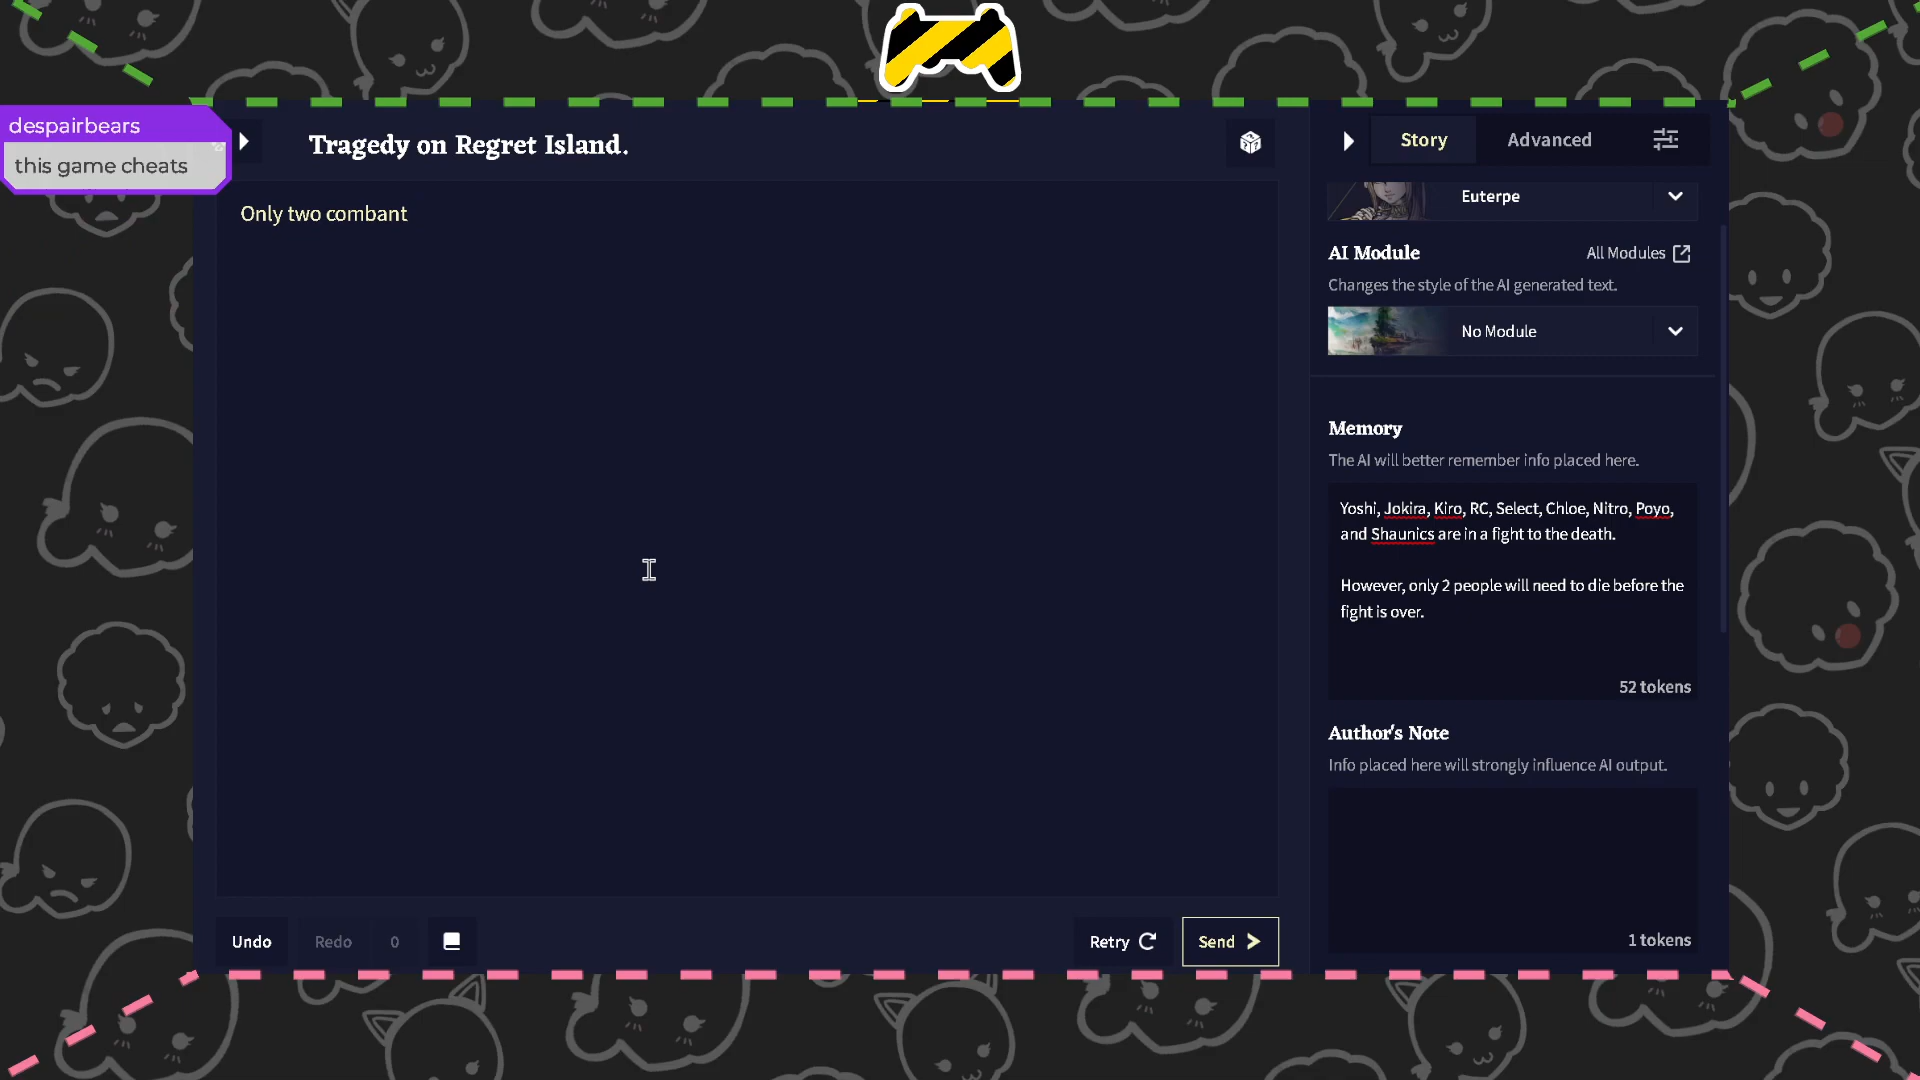 despairbears
this game cheats
Tragedy on Regret Island.
Only two combant
Undo
Redo
0
Retry
Send
Story
Advanced
Euterpe
AI Module
All Modules
Changes the style of the AI generated text.
No Module
Memory
The AI will better remember info placed here.
Yoshi, Jokira, Kiro, RC, Select, Chloe, Nitro, Poyo,
and Shaunics are in a fight to the death.
However, only 2 people will need to die before the
fight is over.
52 tokens
Author's Note
Info placed here will strongly influence AI output.
1 tokens